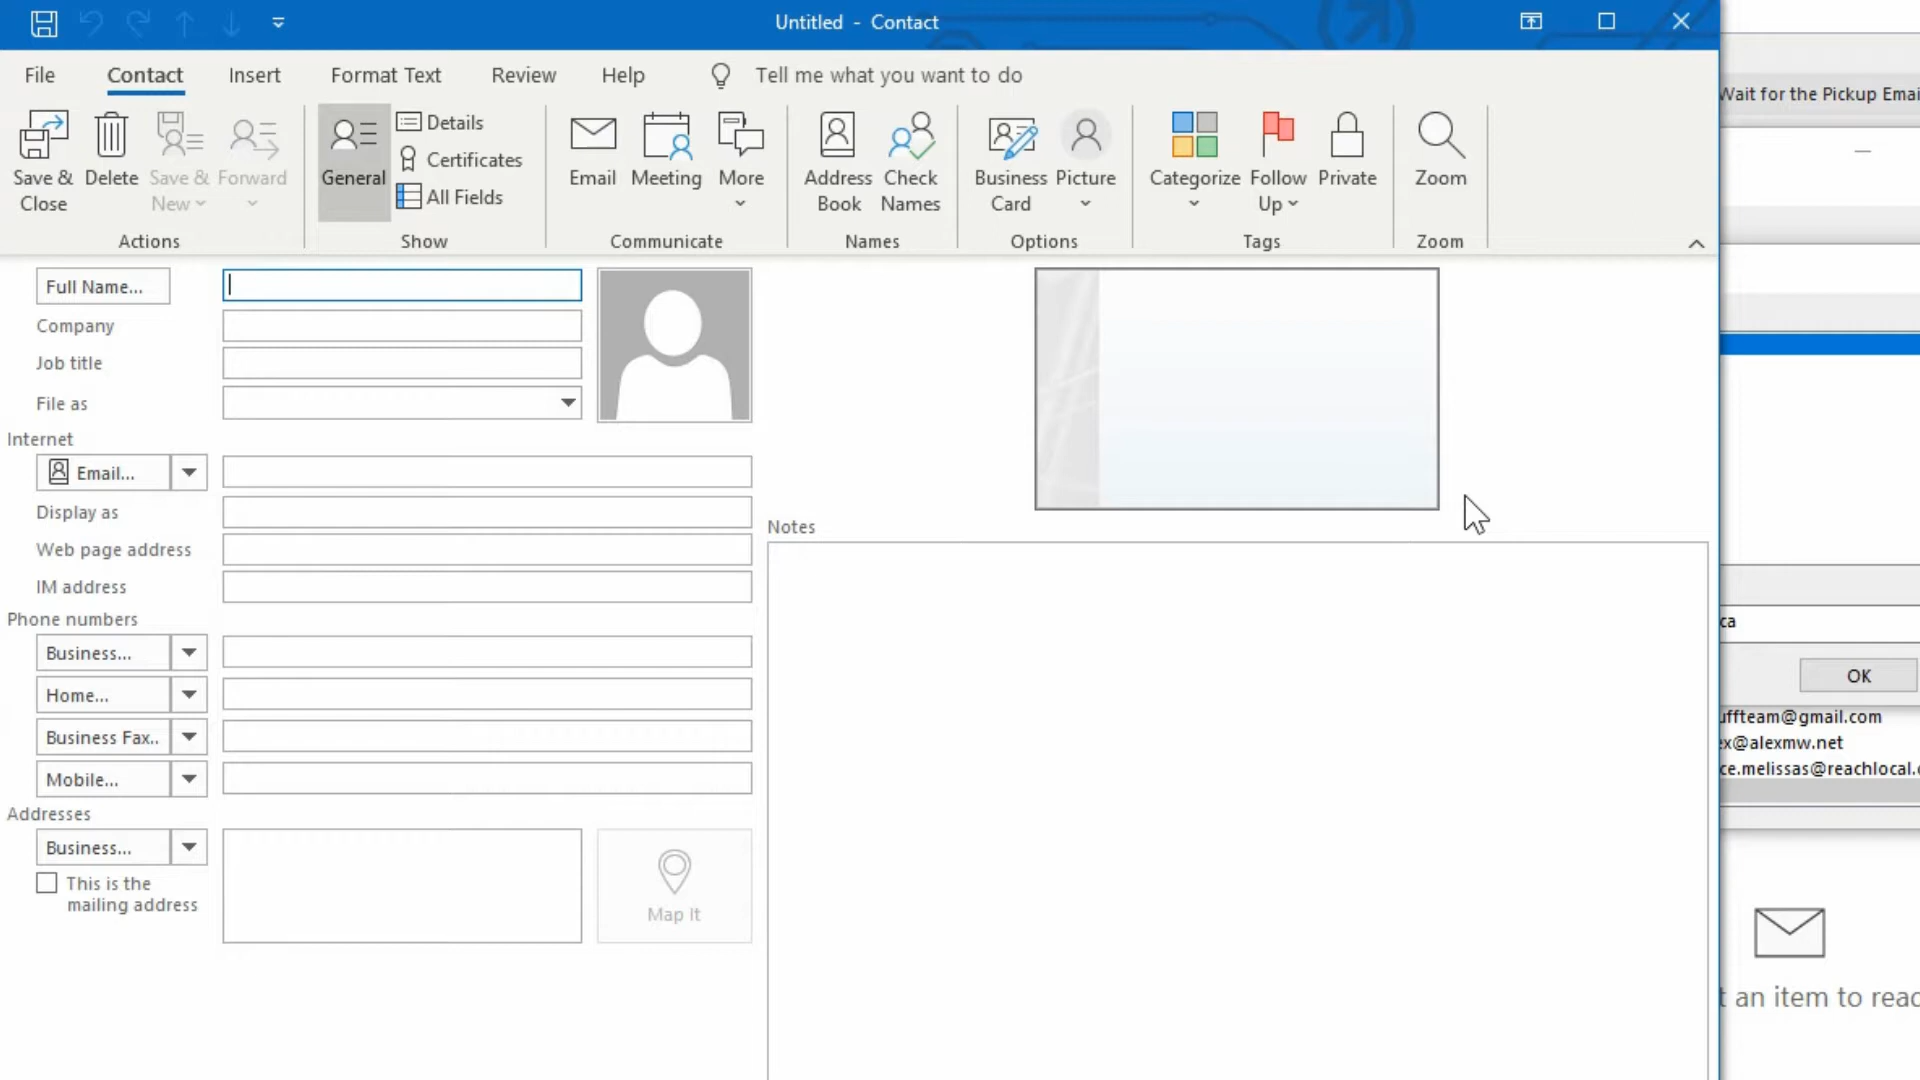 Untitled - Contact
File Contact Insert Format Text Review Help Tell me what you want to do
Wait for the Pickup Emai
Save & Close
Delete
Save & New
Forward
General
Details
Certificates
All Fields
Email
Meeting
More
Address Book
Check Names
Business Card
Picture
Categorize
Follow Up
Private
Zoom
Actions Show Communicate Names Options Tags Zoom
Full Name...
Company
Job title
File as
Internet
Email...
Display as
Web page address
IM address
Phone numbers
Business...
Home...
Business Fax..
Mobile...
Addresses
Business...
This is the
mailing address
Map It
Notes
ca
OK
uffteam@gmail.com
ex@alexmw.net
ce.melissas@reachlocal.
t an item to read